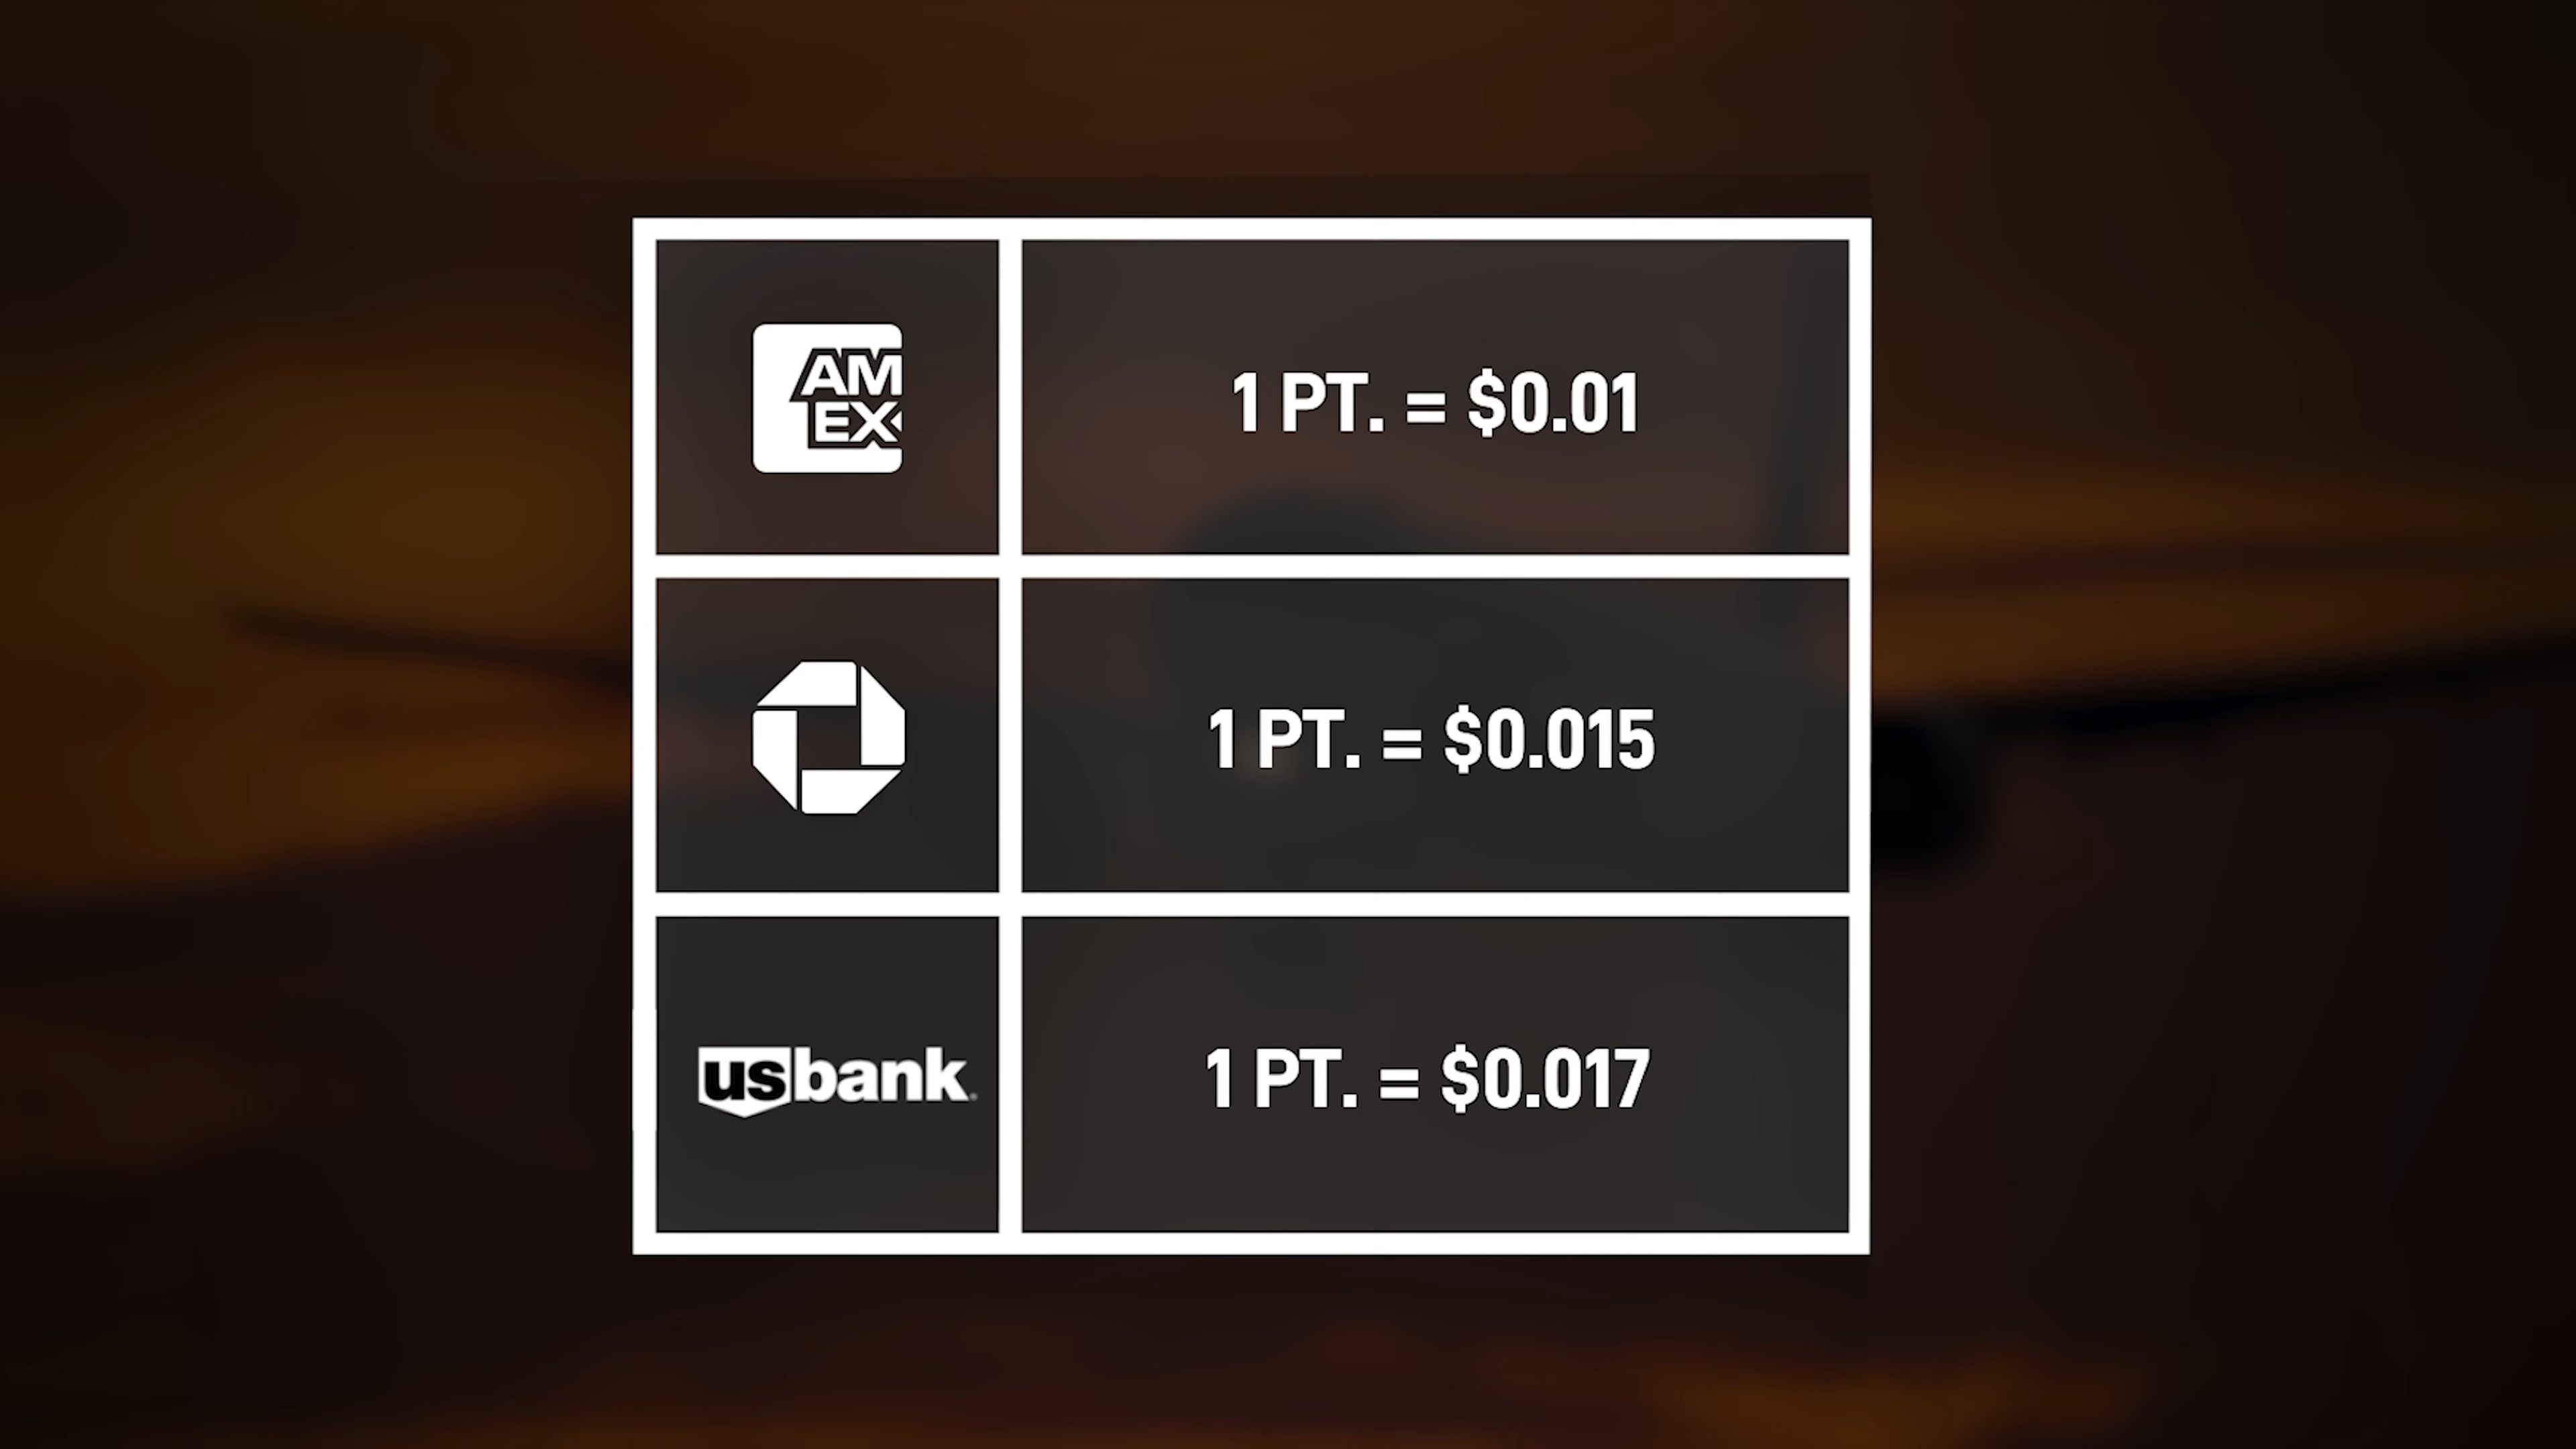 AM
EX
1 PT. = $0.01
1 PT. = $0.015
usbank
1 PT. = $0.017